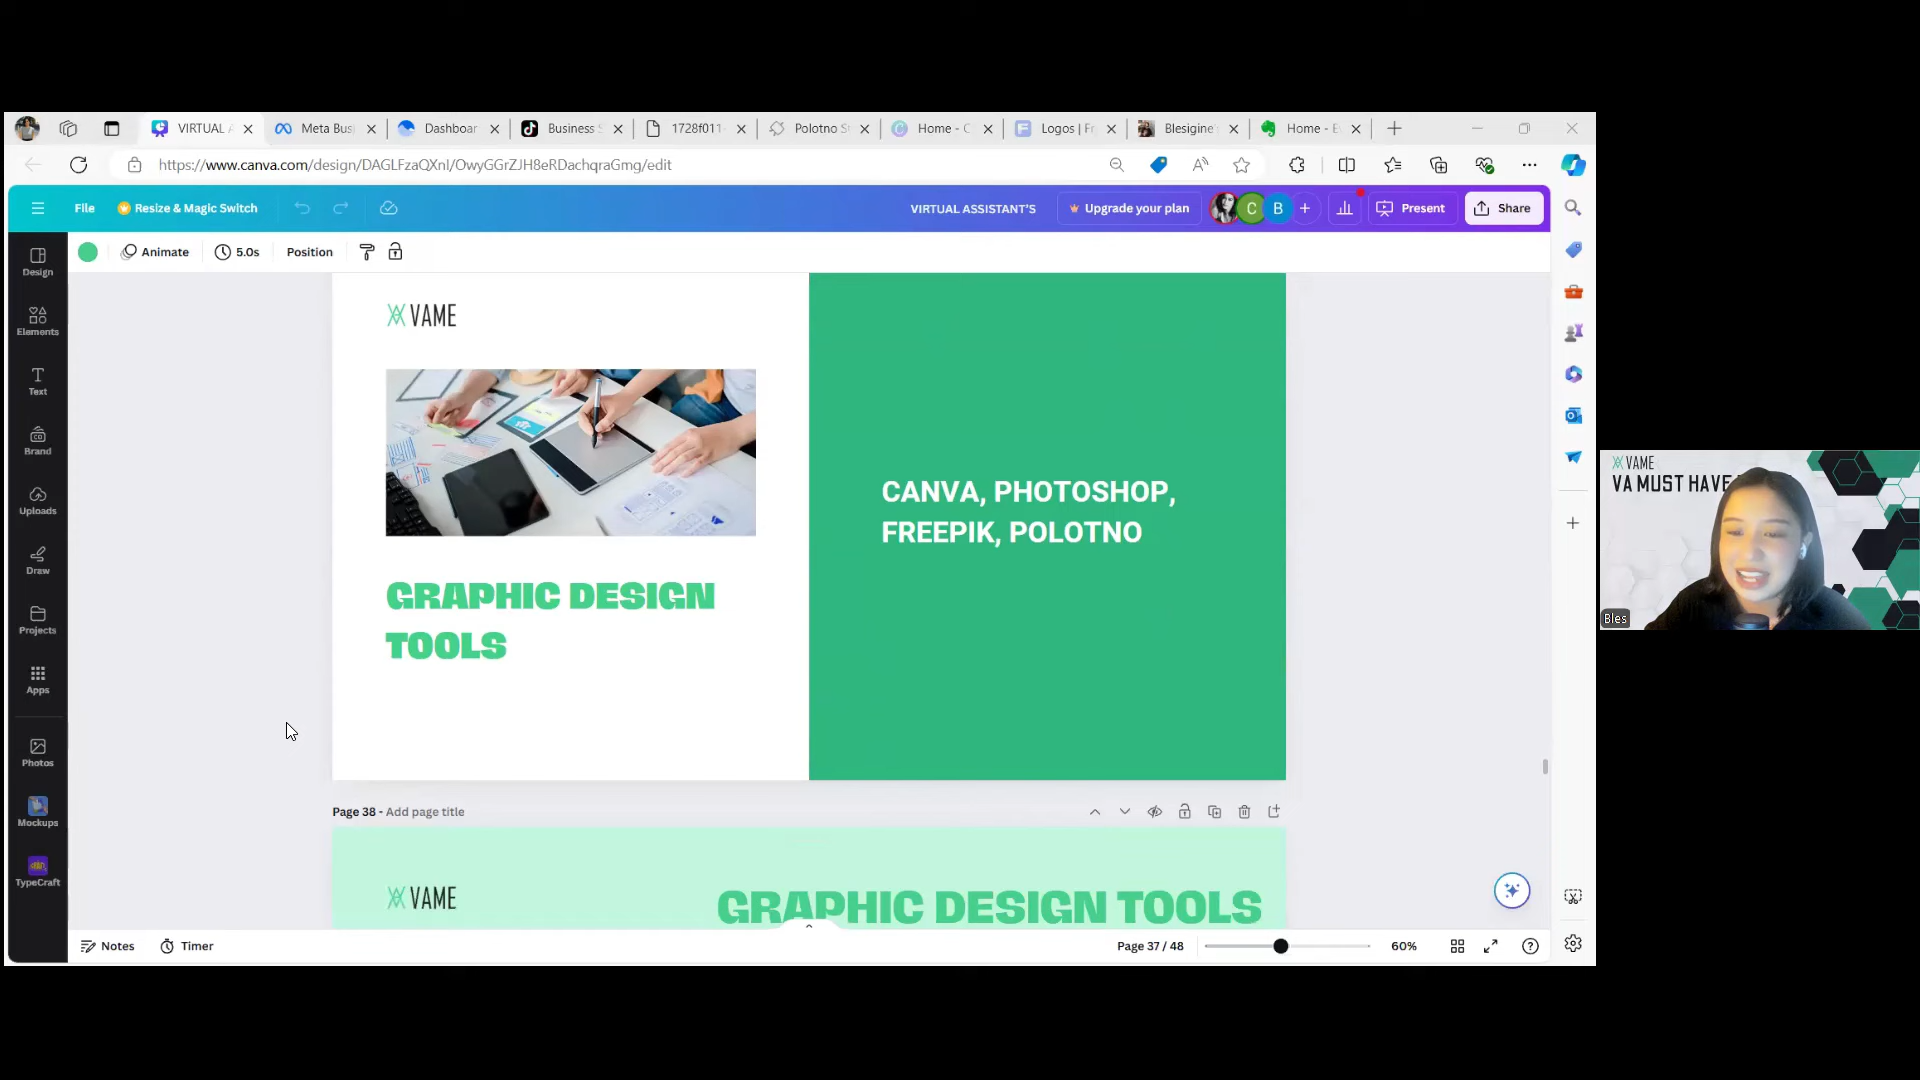 VIRTUAL A
Meta Busi
Dashboar
Business S
1728f011
Polotno S
Home - C
Logos | Fr
Blesigine'
Home - E
https://www.canva.com/design/DAGLFzaQXnI/OwyGGrZJH8eRDachqraGmg/edit
File
Resize & Magic Switch
VIRTUAL ASSISTANT'S
Upgrade your plan
C
B
Present
Share
Animate
5.0s
Position
Design
Elements
Text
Brand
Uploads
Draw
Projects
Apps
Photos
Mockups
TypeCraft
VAME
GRAPHIC DESIGN
TOOLS
CANVA, PHOTOSHOP,
FREEPIK, POLOTNO
Page 38 - Add page title
VAME
GRAPHIC DESIGN TOOLS
Notes
Timer
Page 37 / 48
60%
VAME
VA MUST HAVE
Bles